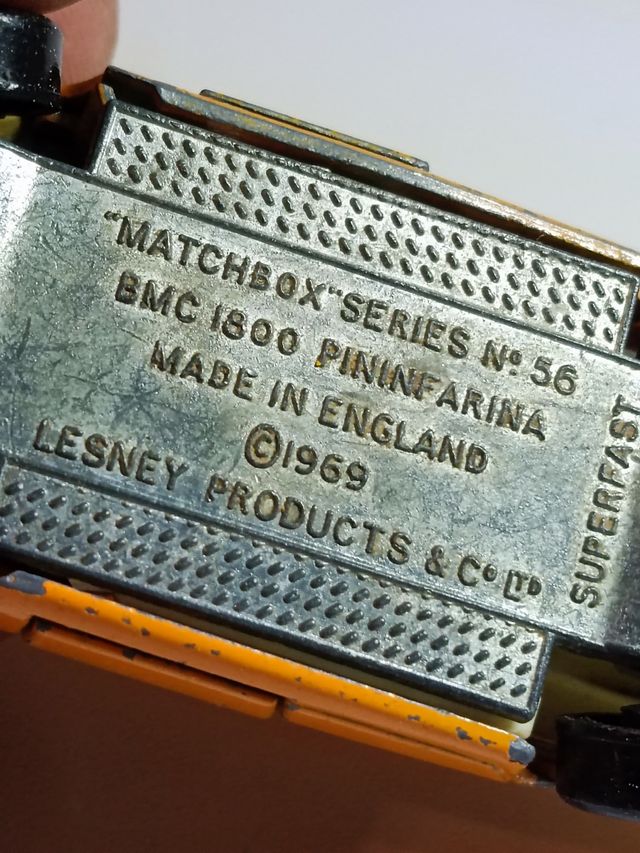 "MATCHBOX" SERIES Nº 56
BMC 1800 PININFARINA
MADE IN ENGLAND
©1969
LESNEY PRODUCTS & Cº LTD
SUPERFAST